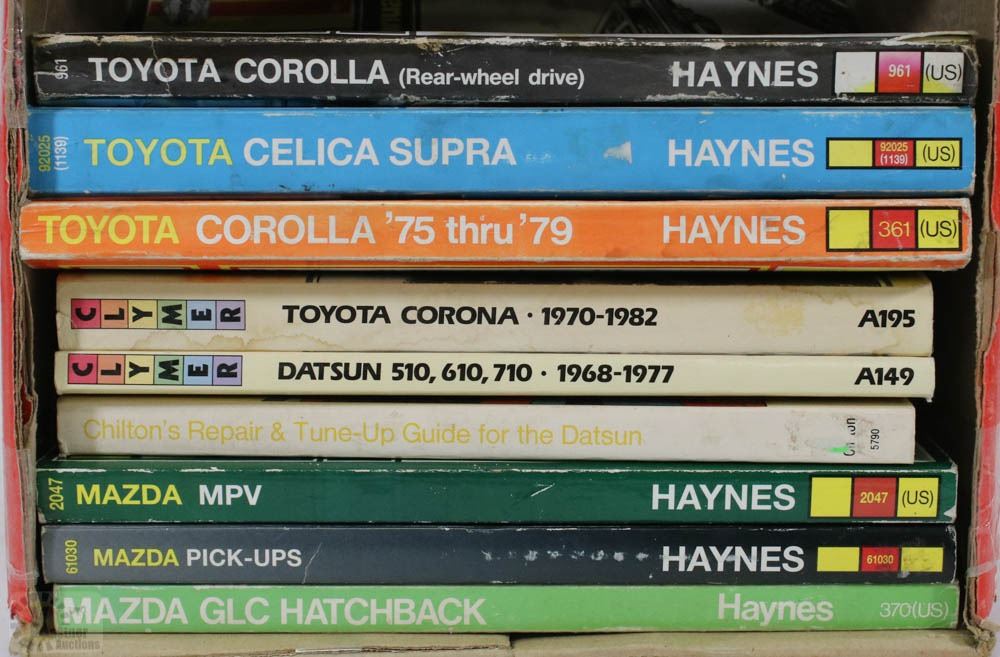 961 TOYOTA COROLLA (Rear-wheel drive) HAYNES 961 (US)
92025 (1139) TOYOTA CELICA SUPRA HAYNES 92025 (1139) (US)
TOYOTA COROLLA '75 thru '79 HAYNES 361 (US)
CLYMER TOYOTA CORONA · 1970-1982 A195
CLYMER DATSUN 510, 610, 710 · 1968-1977 A149
Chilton's Repair & Tune-Up Guide for the Datsun 5790
2047 MAZDA MPV HAYNES 2047 (US)
61030 MAZDA PICK-UPS HAYNES 61030
MAZDA GLC HATCHBACK Haynes 370(US)
Auctions